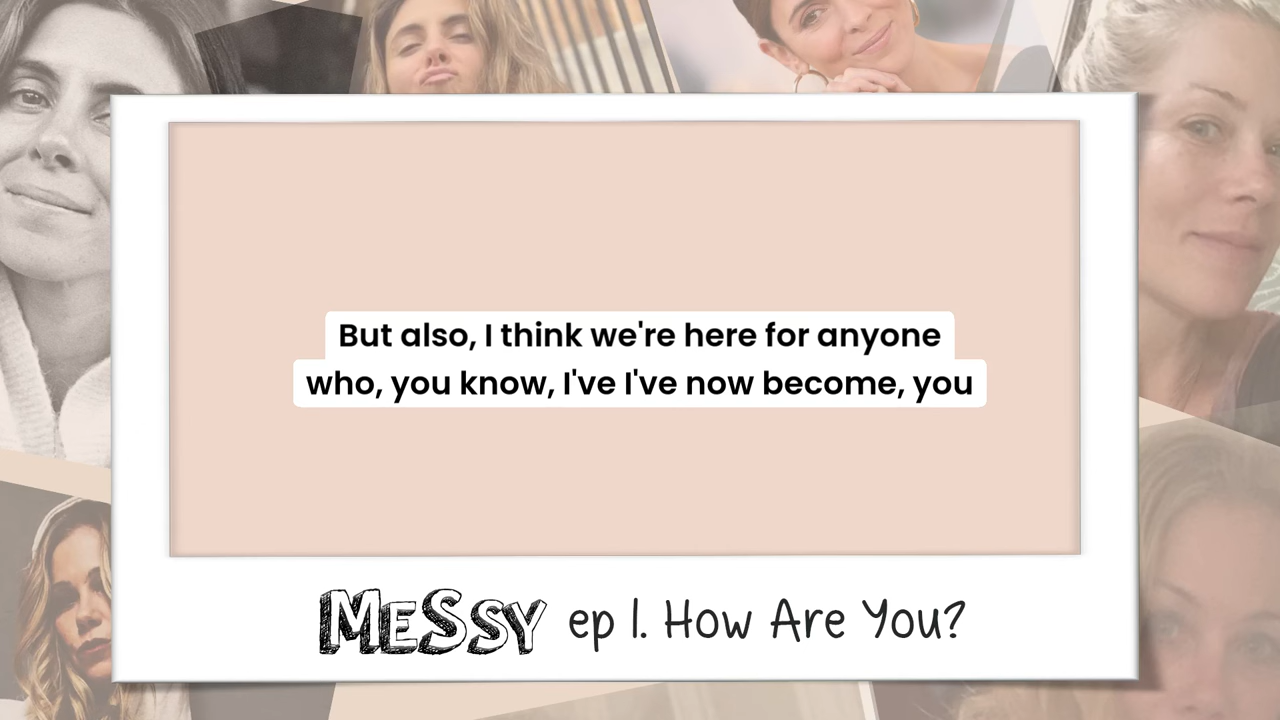 But also, I think we're here for anyone
who, you know, I've I've now become, you
MeSSy ep 1. How Are You?